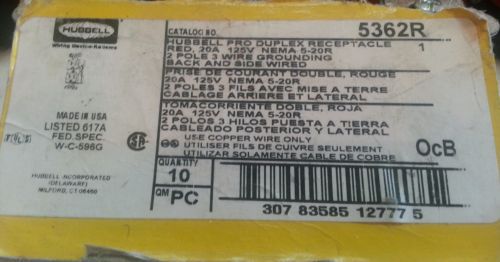 HUBBELL
Wiring Device-Kellems
CATALOG NO.
5362R
HUBBELL PRO DUPLEX RECEPTACLE 1
RED, 20A 125V NEMA 5-20R
2 POLE 3 WIRE GROUNDING
BACK AND SIDE WIRED
PRISE DE COURANT DOUBLE, ROUGE
20A 125V NEMA 5-20R
2 POLES 3 FILS AVEC MISE A TERRE
CABLAGE ARRIERE ET LATERAL
TOMACORRIENTE DOBLE, ROJA
20A 125V NEMA 5-20R
2 POLOS 3 HILOS PUESTA A TIERRA
CABLEADO POSTERIOR Y LATERAL
USE COPPER WIRE ONLY
UTILISER FILS DE CUIVRE SEULEMENT
UTILIZAR SOLAMENTE CABLE DE COBRE
OcB
MADE IN USA
LISTED 617A
FED. SPEC.
W-C-596G
HUBBELL INCORPORATED
(DELAWARE)
MILFORD, CT 06460
QUANTITY
10
QM
PC
307 83585 12777 5